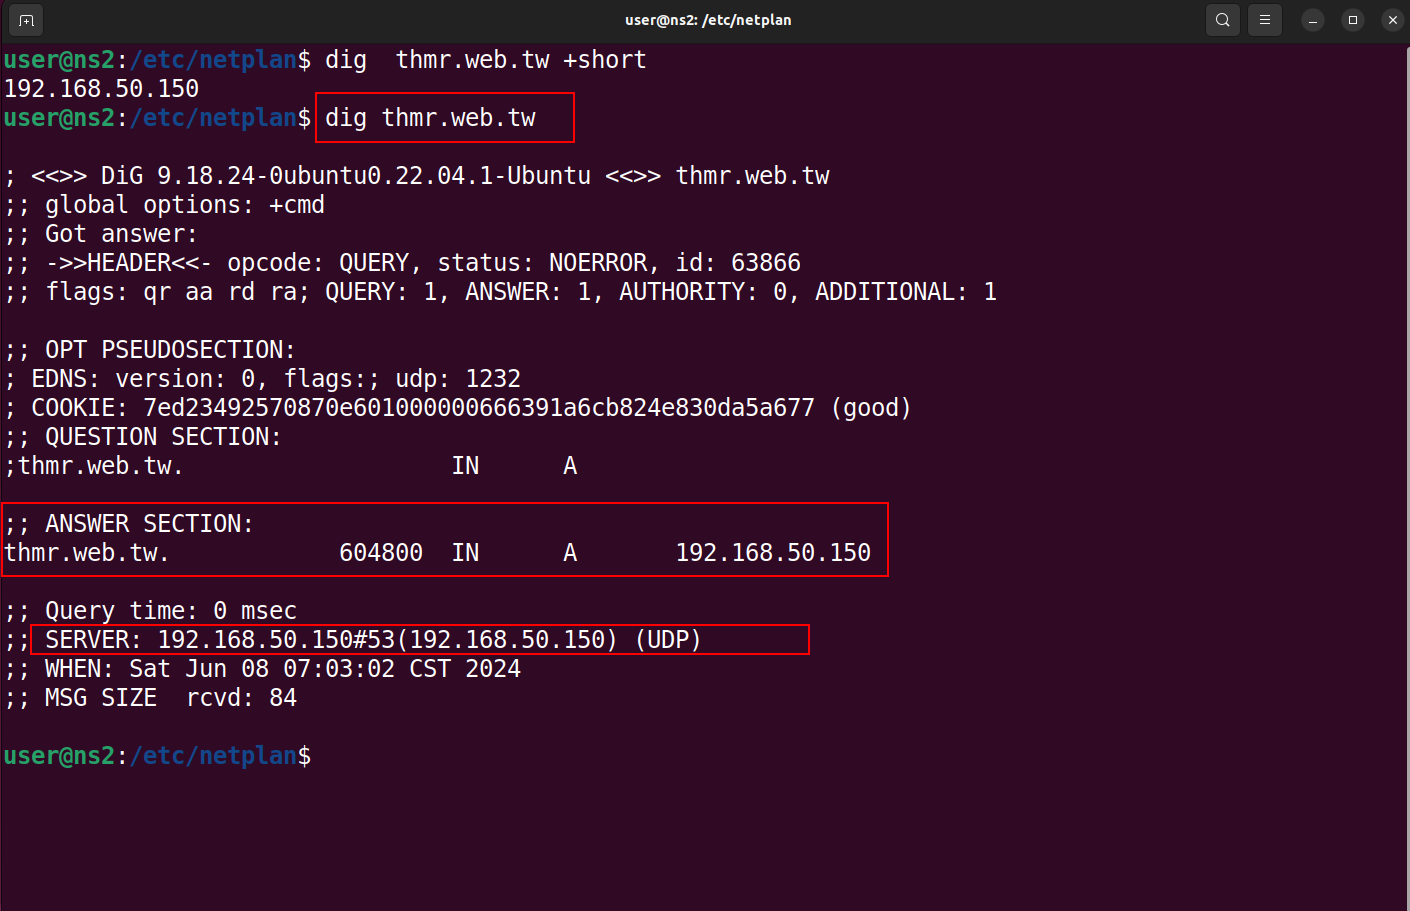 user@ns2: /etc/netplan
user@ns2:/etc/netplan$ dig  thmr.web.tw +short
192.168.50.150
user@ns2:/etc/netplan$ dig thmr.web.tw
; <<>> DiG 9.18.24-0ubuntu0.22.04.1-Ubuntu <<>> thmr.web.tw
;; global options: +cmd
;; Got answer:
;; ->>HEADER<<- opcode: QUERY, status: NOERROR, id: 63866
;; flags: qr aa rd ra; QUERY: 1, ANSWER: 1, AUTHORITY: 0, ADDITIONAL: 1
;; OPT PSEUDOSECTION:
; EDNS: version: 0, flags:; udp: 1232
; COOKIE: 7ed23492570870e601000000666391a6cb824e830da5a677 (good)
;; QUESTION SECTION:
;thmr.web.tw.			IN	A
;; ANSWER SECTION:
thmr.web.tw.		604800	IN	A	192.168.50.150
;; Query time: 0 msec
;; SERVER: 192.168.50.150#53(192.168.50.150) (UDP)
;; WHEN: Sat Jun 08 07:03:02 CST 2024
;; MSG SIZE  rcvd: 84
user@ns2:/etc/netplan$